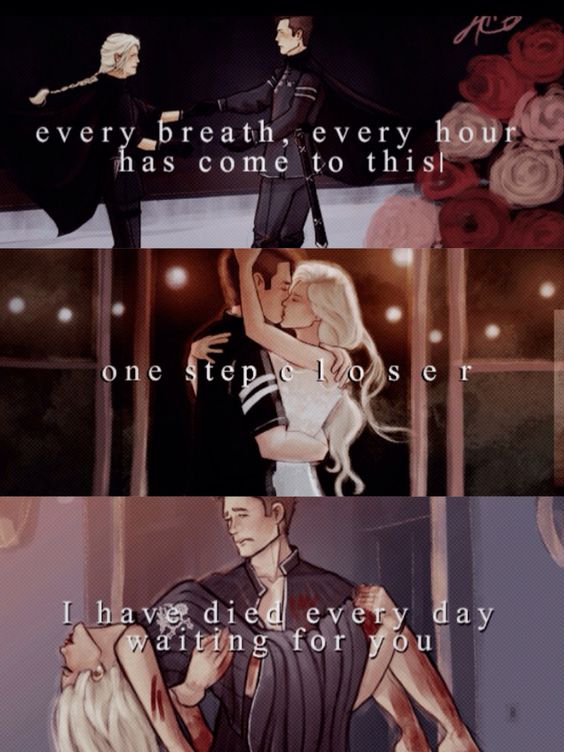 every breath, every hour
has come to this|
one step c l o s e r
I have died every day
waiting for you